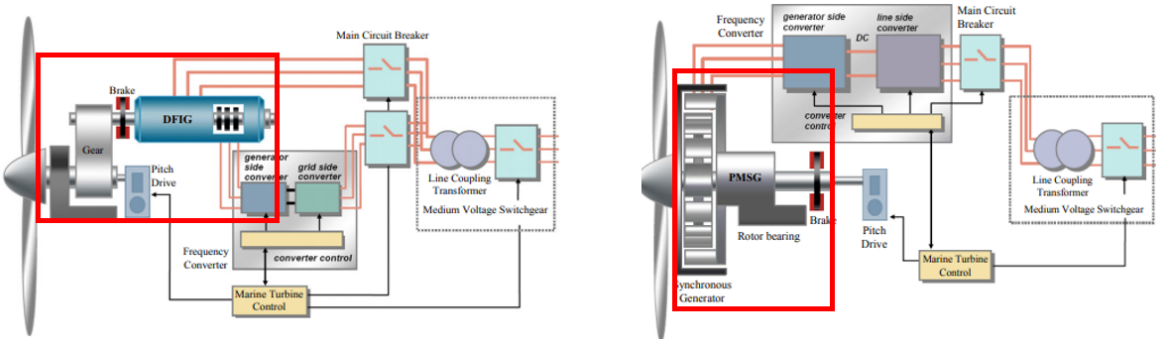 Main Circuit Breaker
Brake
DFIG
Gear
Pitch
Drive
generator
side
converter
grid side
converter
Line Coupling
Transformer
Medium Voltage Switchgear
Frequency
Converter
converter control
Marine Turbine
Control
Frequency
Converter
generator side
converter
DC
line side
converter
Main Circuit
Breaker
converter
control
PMSG
Brake
Rotor bearing
Pitch
Drive
Line Coupling
Transformer
Medium Voltage Switchgear
Marine Turbine
Control
ynchronous
Generator